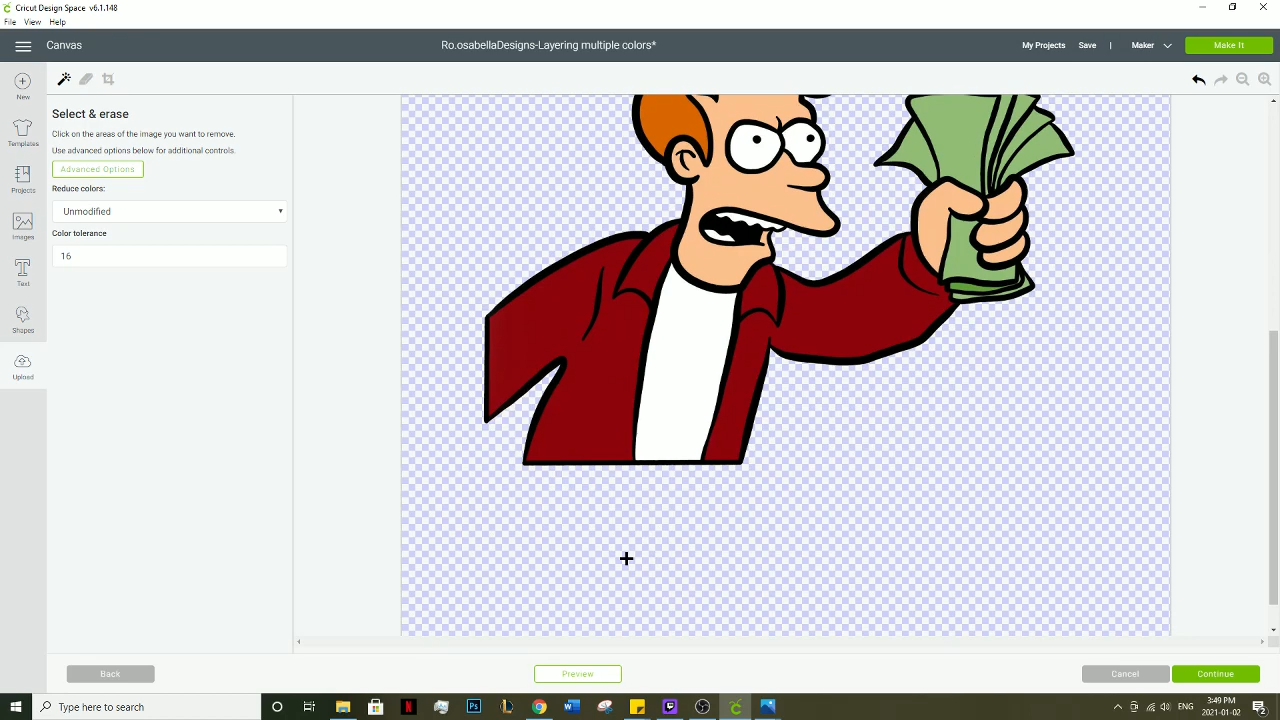 Cricut Design Space v6.1.148
File View Help
Canvas
Ro.osabellaDesigns-Layering multiple colors*
My Projects Save | Maker Make It
New
Templates
Projects
Images
Text
Shapes
Upload
Select & erase
Click on the areas of the image you want to remove.
Use advanced options below for additional controls.
Advanced Options
Reduce colors:
Unmodified
Color tolerance
16
Back Preview Cancel Continue
Type here to search
ENG
3:49 PM
2021-01-02
2